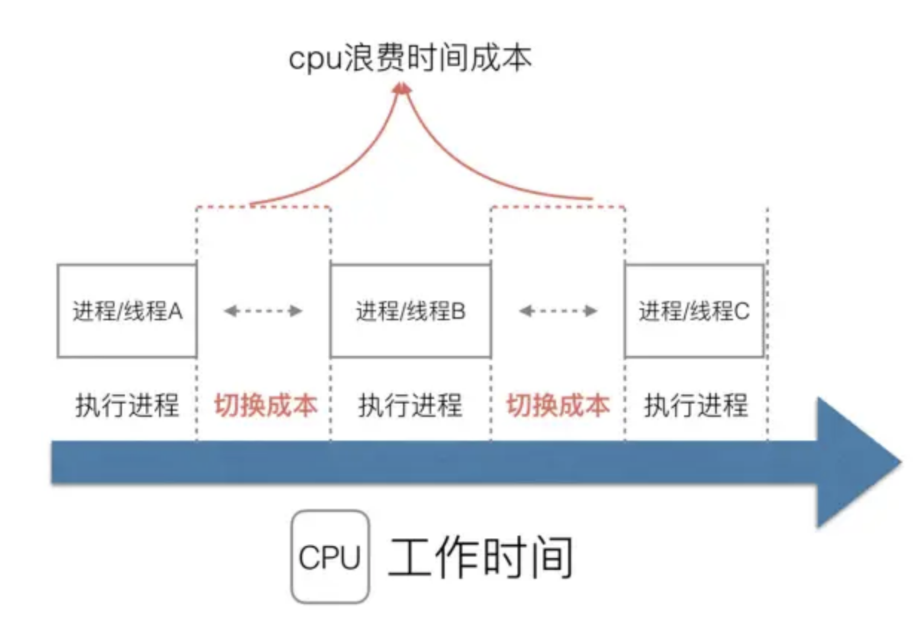 cpu浪费时间成本
进程/线程A
进程/线程B
进程/线程C
执行进程
切换成本
执行进程
切换成本
执行进程
CPU
工作时间